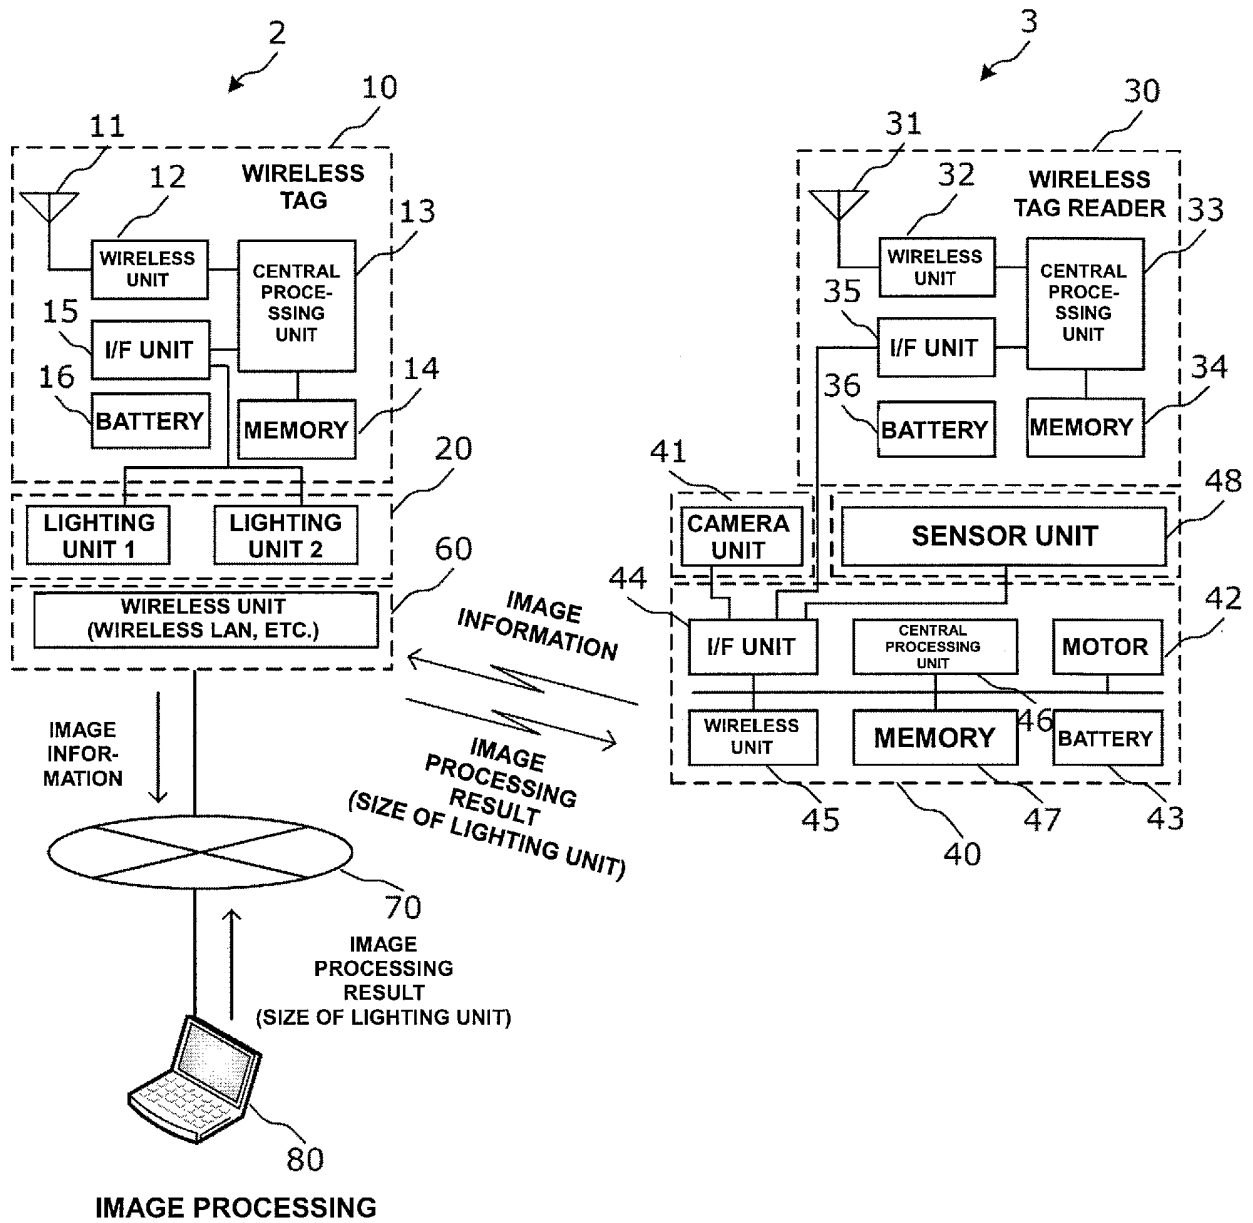 2
3
10
30
11
31
WIRELESS
TAG
12
13
WIRELESS
UNIT
CENTRAL
PROCE-
SSING
UNIT
15
I/F UNIT
16
BATTERY
14
MEMORY
WIRELESS
TAG READER
32
33
WIRELESS
UNIT
CENTRAL
PROCE-
SSING
UNIT
35
I/F UNIT
36
BATTERY
34
MEMORY
20
LIGHTING
UNIT 1
LIGHTING
UNIT 2
60
WIRELESS UNIT
(WIRELESS LAN, ETC.)
41
CAMERA
UNIT
48
SENSOR UNIT
44
I/F UNIT
CENTRAL
PROCESSING
UNIT
42
MOTOR
46
WIRELESS
UNIT
MEMORY
BATTERY
45
40
47
43
IMAGE
INFORMATION
IMAGE
PROCESSING
RESULT
(SIZE OF LIGHTING UNIT)
IMAGE
INFOR-
MATION
70
IMAGE
PROCESSING
RESULT
(SIZE OF LIGHTING UNIT)
80
IMAGE PROCESSING